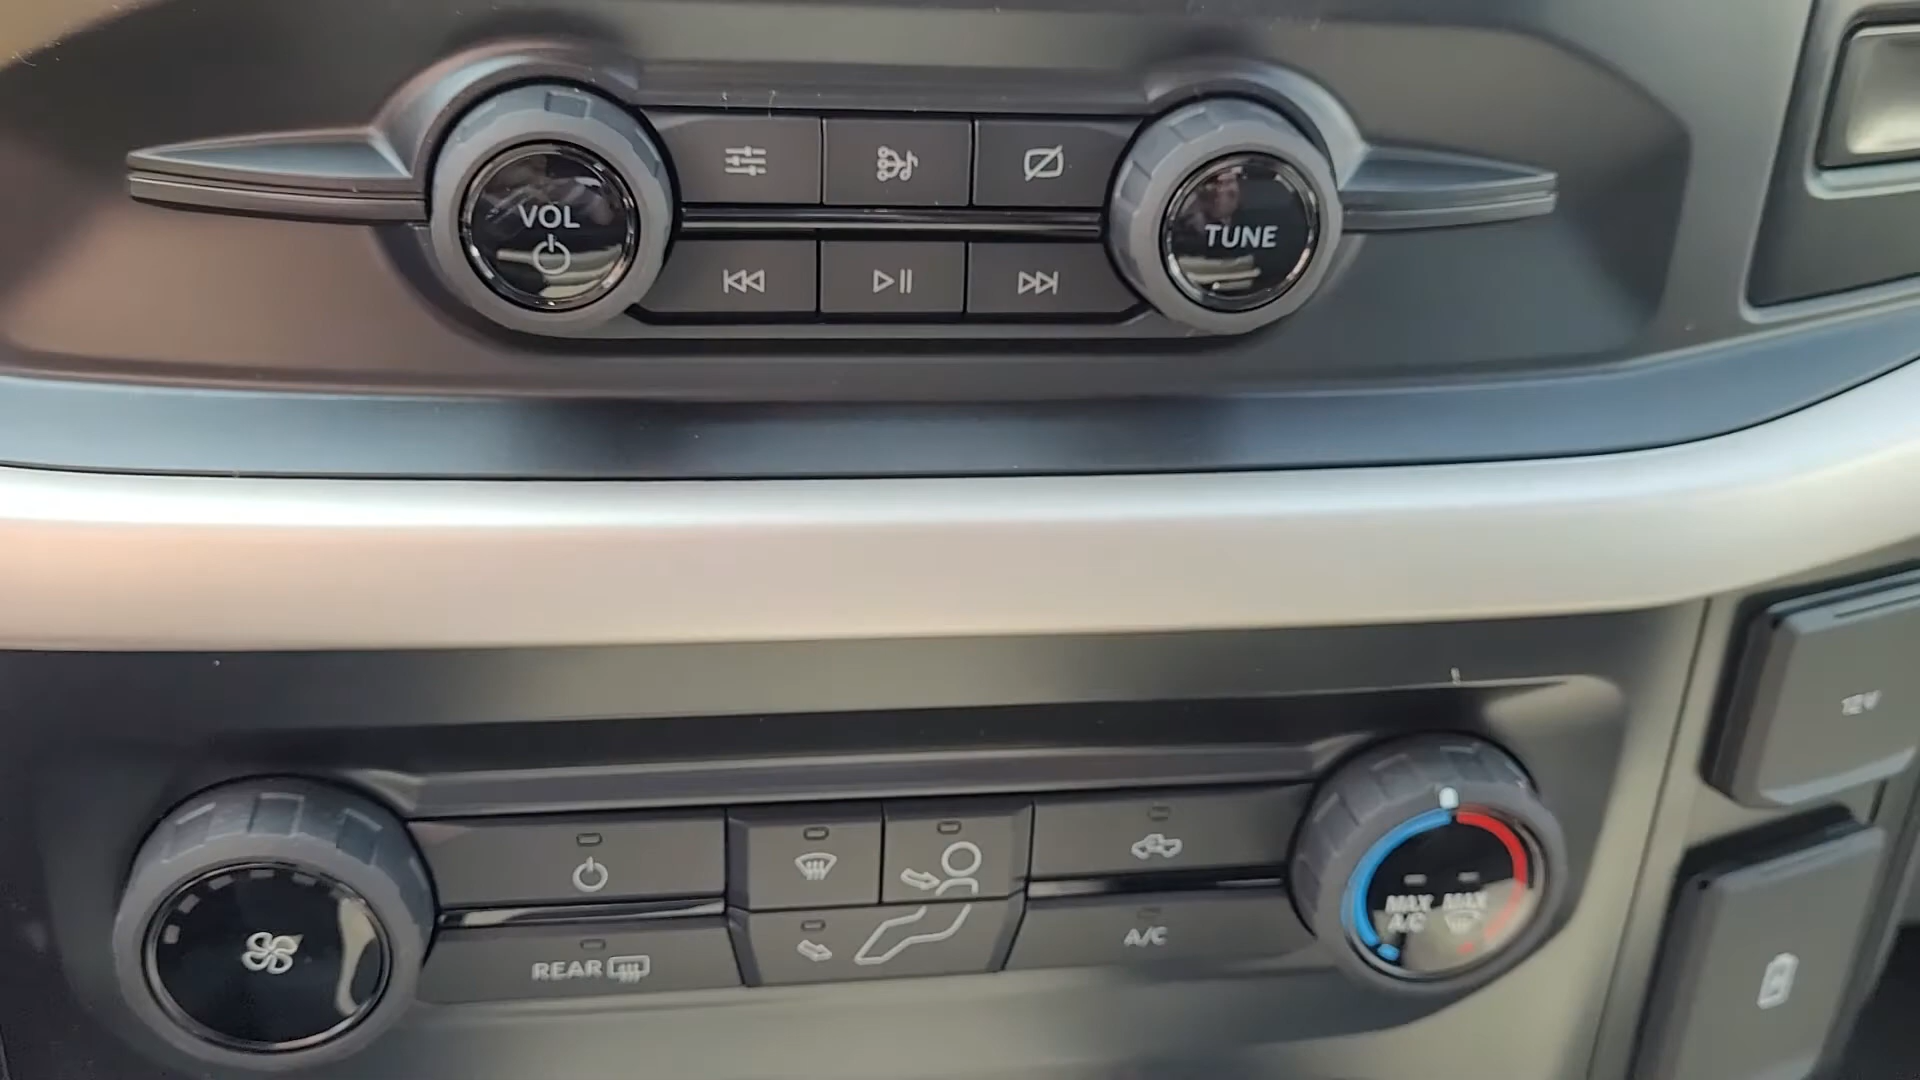 VOL
TUNE
12V
MAX MAX
A/C
A/C
REAR